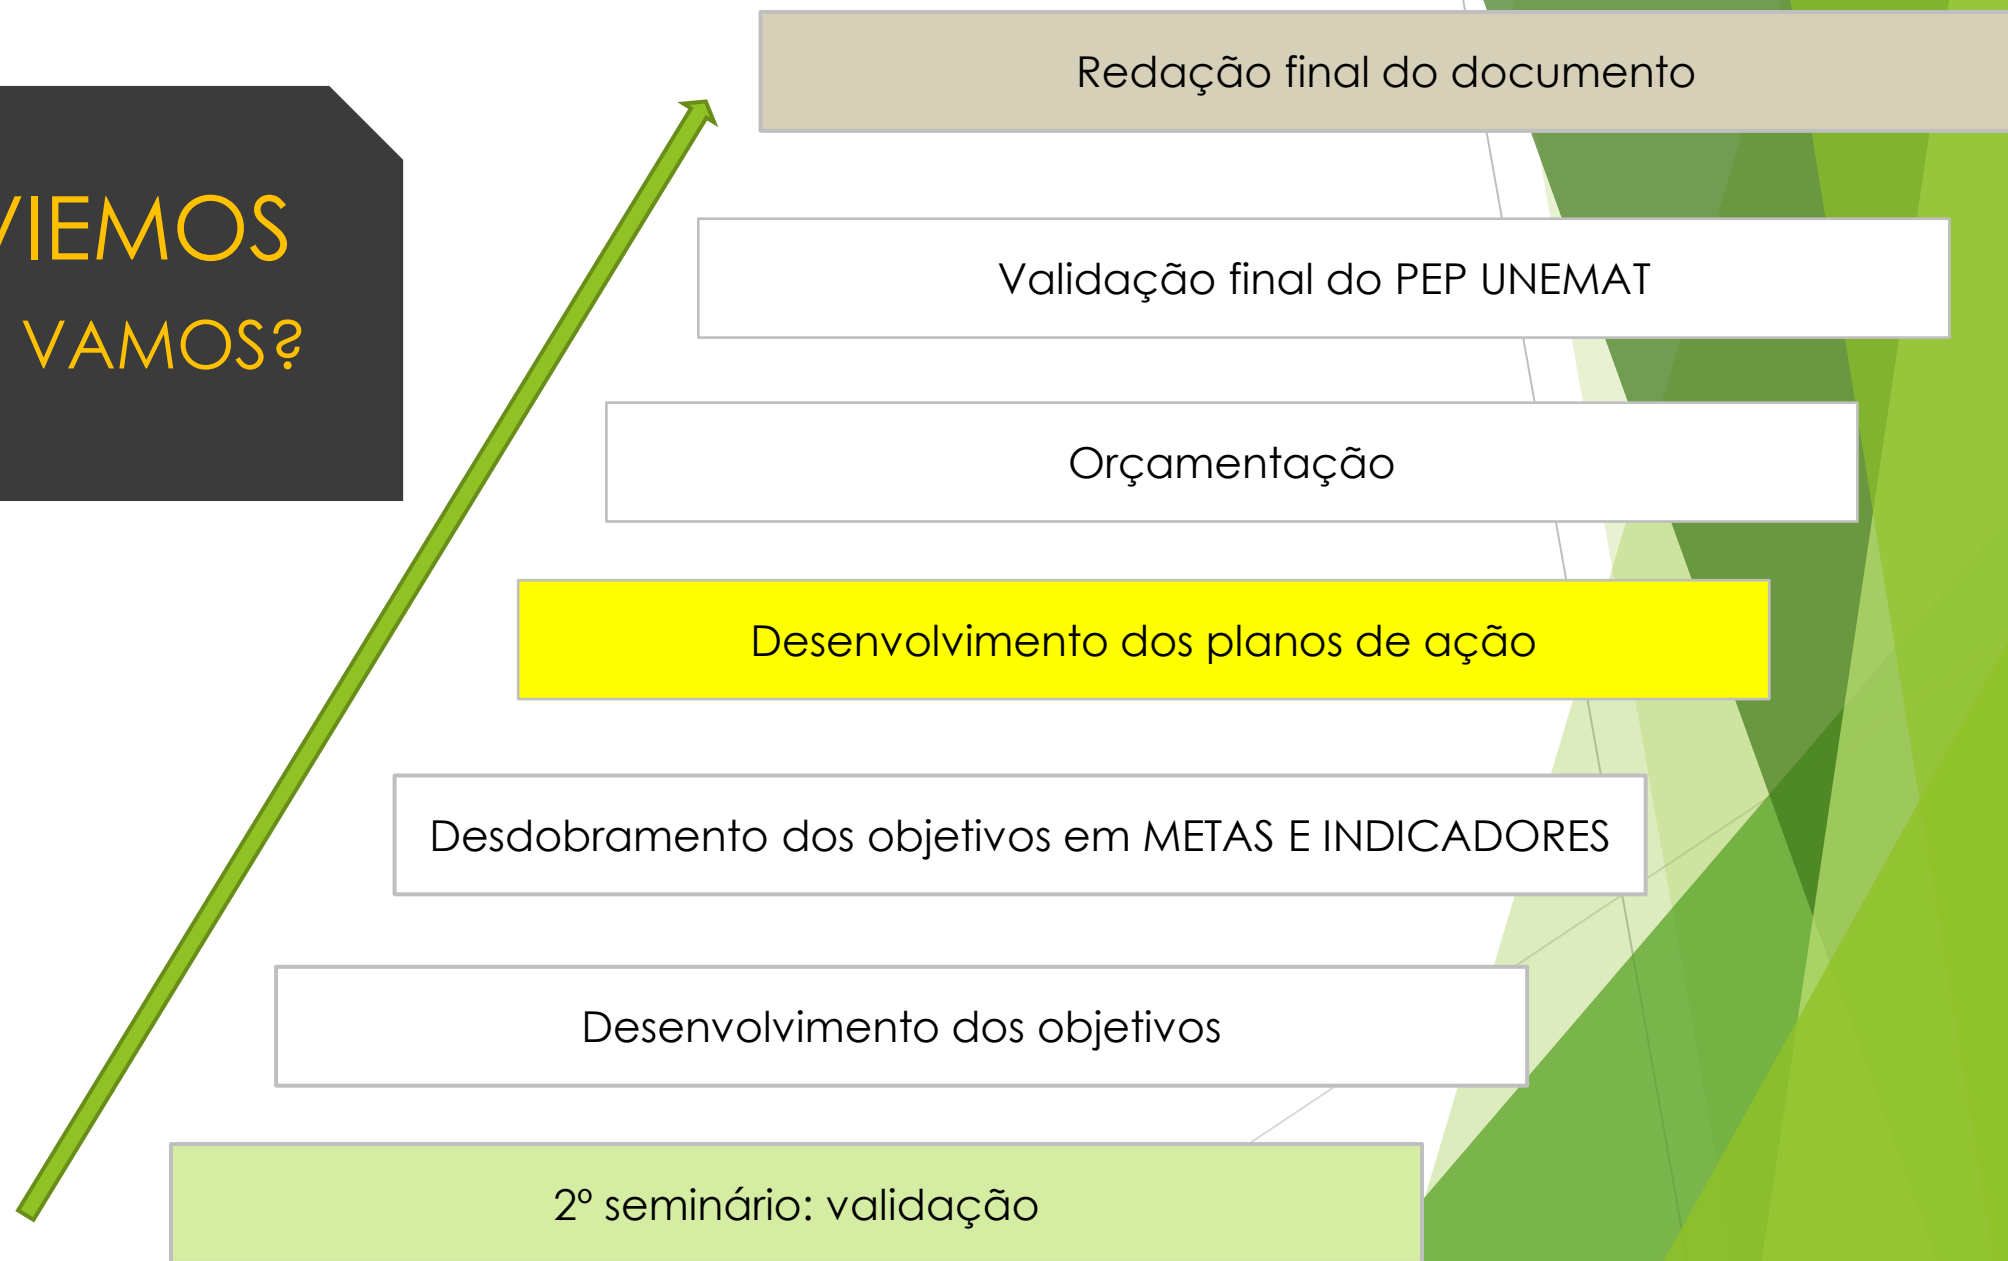 VIEMOS
VAMOS?
Redação final do documento
Validação final do PEP UNEMAT
Orçamentação
Desenvolvimento dos planos de ação
Desdobramento dos objetivos em METAS E INDICADORES
Desenvolvimento dos objetivos
2º seminário: validação